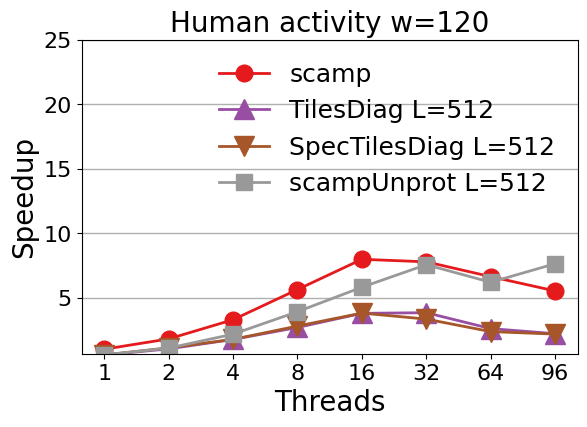 Human activity w=120
25
20
15
10
5
Speedup
scamp
TilesDiag L=512
SpecTilesDiag L=512
scampUnprot L=512
1 2 4 8 16 32 64 96
Threads